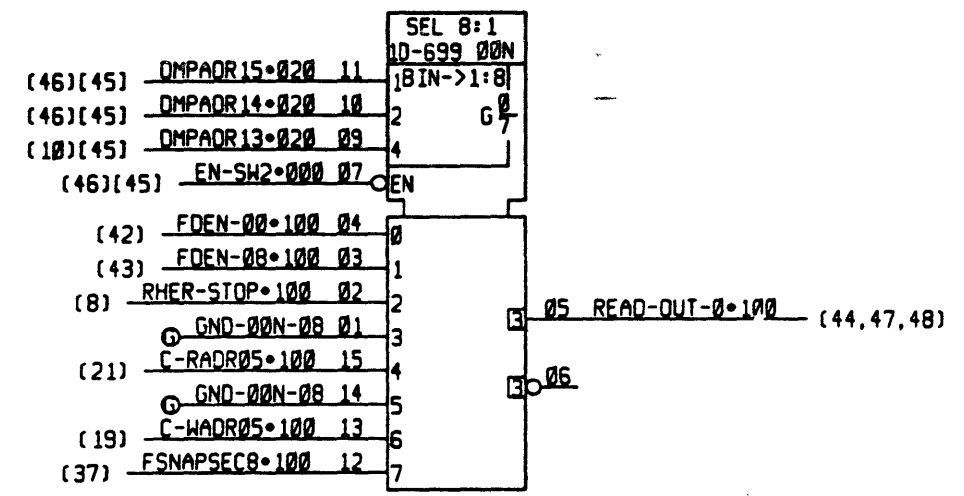 SEL 8:1
1D-699 00N
(46)(45) DMPADR15•020 11 1 BIN->1:8
(46)(45) DMPADR14•020 10 2 G 0/7
(10)(45) DMPADR13•020 09 4
(46)(45) EN-SW2•000 07 EN
(42) FDEN-00•100 04 0
(43) FDEN-08•100 03 1
(8) RHER-STOP•100 02 2
G GND-00N-08 01 3
3 05 READ-OUT-0•100 (44,47,48)
(21) C-RADR05•100 15 4
G GND-00N-08 14 5
3 06
(19) C-WADR05•100 13 6
(37) FSNAPSEC8•100 12 7